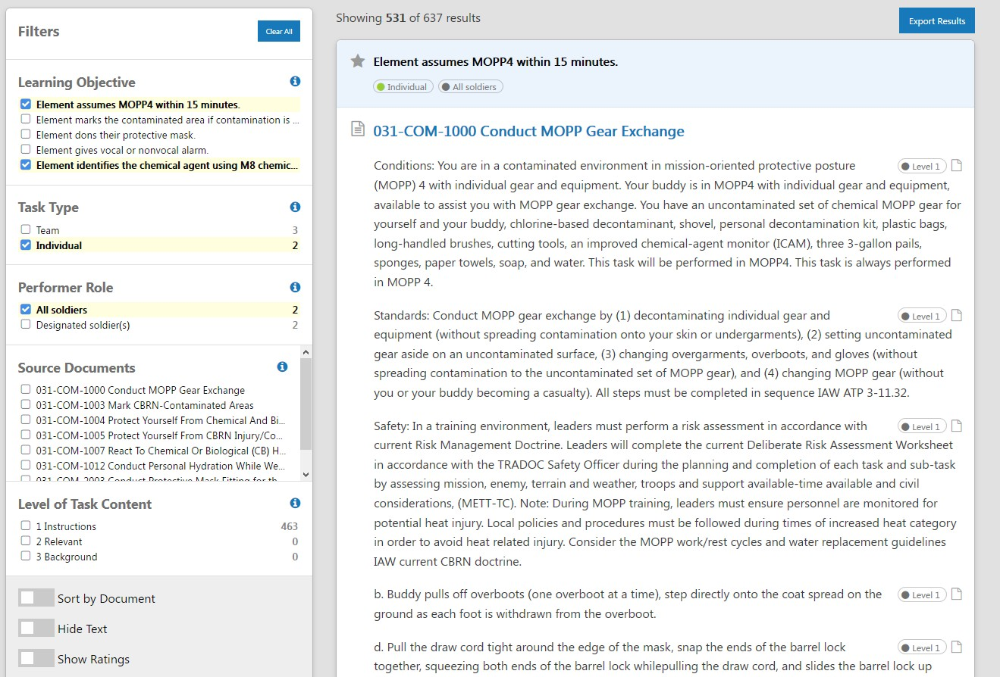 Filters
Clear All
Learning Objective
Element assumes MOPP4 within 15 minutes.
Element marks the contaminated area if contamination is ...
Element dons their protective mask.
Element gives vocal or nonvocal alarm.
Element identifies the chemical agent using M8 chemic...
Task Type
Team 3
Individual 2
Performer Role
All soldiers 2
Designated soldier(s) 2
Source Documents
031-COM-1000 Conduct MOPP Gear Exchange
031-COM-1003 Mark CBRN-Contaminated Areas
031-COM-1004 Protect Yourself From Chemical And Bi...
031-COM-1005 Protect Yourself From CBRN Injury/Co...
031-COM-1007 React To Chemical Or Biological (CB) H...
031-COM-1012 Conduct Personal Hydration While We...
031-COM-2003 Conduct Protective Mask Fitting for th
Level of Task Content
1 Instructions 463
2 Relevant 0
3 Background 0
Sort by Document
Hide Text
Show Ratings
Showing 531 of 637 results
Export Results
Element assumes MOPP4 within 15 minutes.
Individual All soldiers
031-COM-1000 Conduct MOPP Gear Exchange
Conditions: You are in a contaminated environment in mission-oriented protective posture Level 1
(MOPP) 4 with individual gear and equipment. Your buddy is in MOPP4 with individual gear and equipment,
available to assist you with MOPP gear exchange. You have an uncontaminated set of chemical MOPP gear for
yourself and your buddy, chlorine-based decontaminant, shovel, personal decontamination kit, plastic bags,
long-handled brushes, cutting tools, an improved chemical-agent monitor (ICAM), three 3-gallon pails,
sponges, paper towels, soap, and water. This task will be performed in MOPP4. This task is always performed
in MOPP 4.
Standards: Conduct MOPP gear exchange by (1) decontaminating individual gear and Level 1
equipment (without spreading contamination onto your skin or undergarments), (2) setting uncontaminated
gear aside on an uncontaminated surface, (3) changing overgarments, overboots, and gloves (without
spreading contamination to the uncontaminated set of MOPP gear), and (4) changing MOPP gear (without
you or your buddy becoming a casualty). All steps must be completed in sequence IAW ATP 3-11.32.
Safety: In a training environment, leaders must perform a risk assessment in accordance with Level 1
current Risk Management Doctrine. Leaders will complete the current Deliberate Risk Assessment Worksheet
in accordance with the TRADOC Safety Officer during the planning and completion of each task and sub-task
by assessing mission, enemy, terrain and weather, troops and support available-time available and civil
considerations, (METT-TC). Note: During MOPP training, leaders must ensure personnel are monitored for
potential heat injury. Local policies and procedures must be followed during times of increased heat category
in order to avoid heat related injury. Consider the MOPP work/rest cycles and water replacement guidelines
IAW current CBRN doctrine.
b. Buddy pulls off overboots (one overboot at a time), step directly onto the coat spread on the Level 1
ground as each foot is withdrawn from the overboot.
d. Pull the draw cord tight around the edge of the mask, snap the ends of the barrel lock Level 1
together, squeezing both ends of the barrel lock whilepulling the draw cord, and slides the barrel lock up